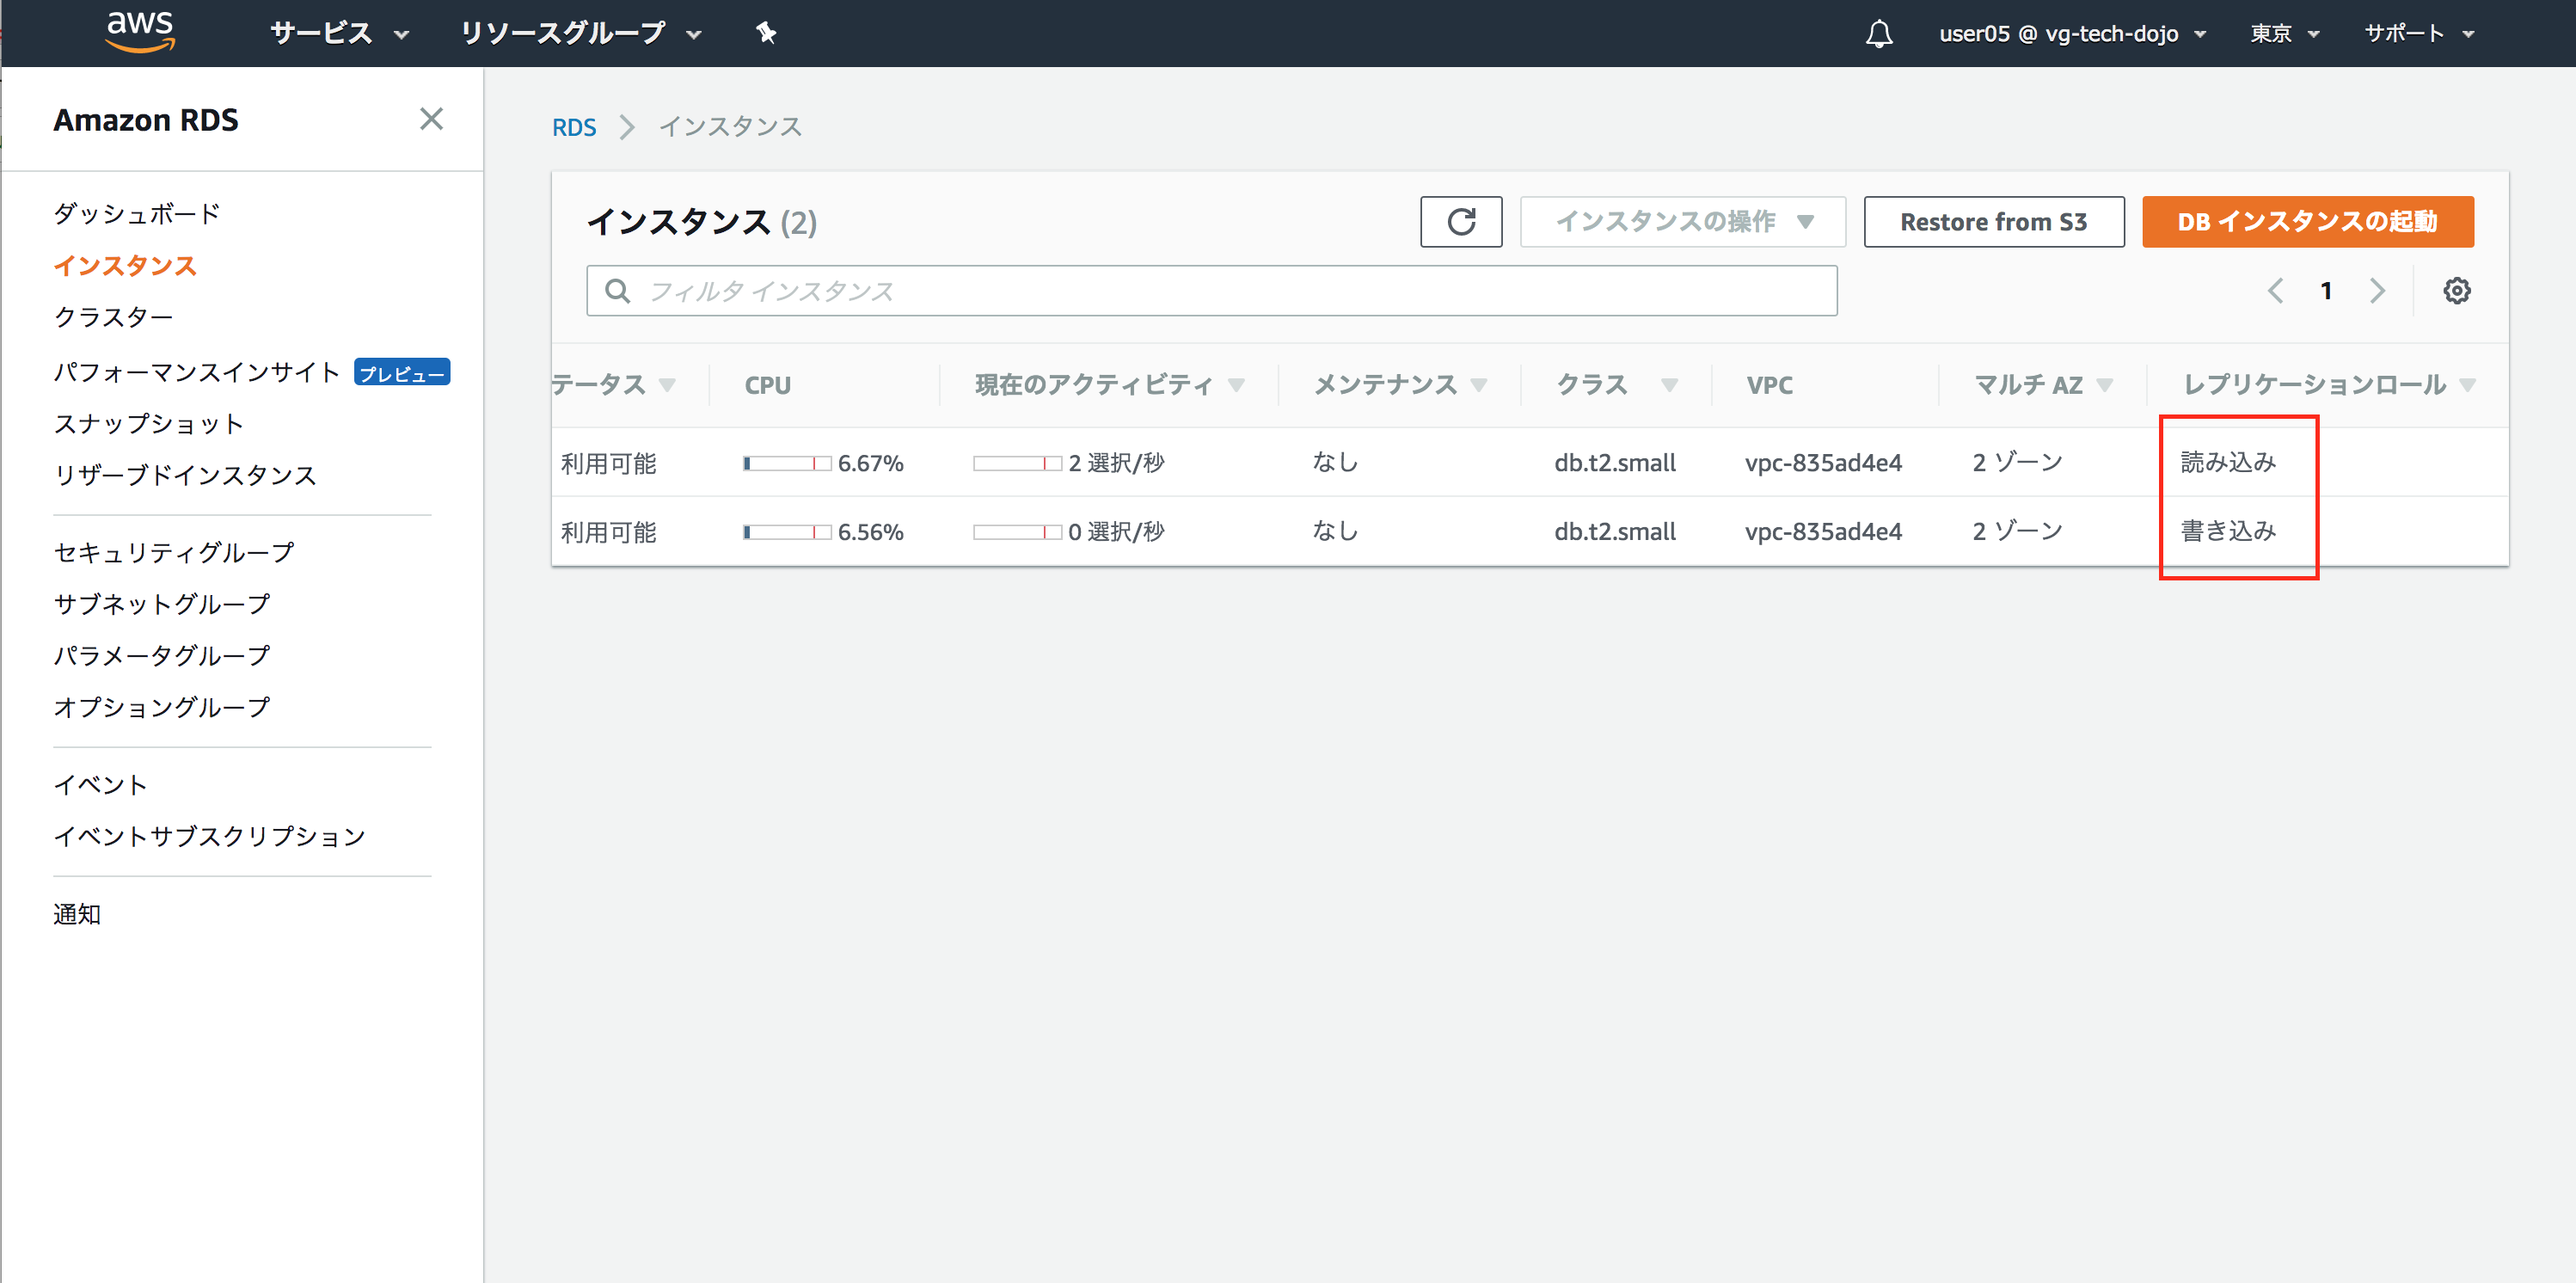 aws サービス リソースグループ user05 @ vg-tech-dojo 東京 サポート
Amazon RDS
ダッシュボード
インスタンス
クラスター
パフォーマンスインサイト プレビュー
スナップショット
リザーブドインスタンス
セキュリティグループ
サブネットグループ
パラメータグループ
オプショングループ
イベント
イベントサブスクリプション
通知
RDS インスタンス
インスタンス (2) インスタンスの操作 Restore from S3 DB インスタンスの起動
フィルタ インスタンス 1
テータス CPU 現在のアクティビティ メンテナンス クラス VPC マルチ AZ レプリケーションロール
利用可能 6.67% 2 選択/秒 なし db.t2.small vpc-835ad4e4 2 ゾーン 読み込み
利用可能 6.56% 0 選択/秒 なし db.t2.small vpc-835ad4e4 2 ゾーン 書き込み